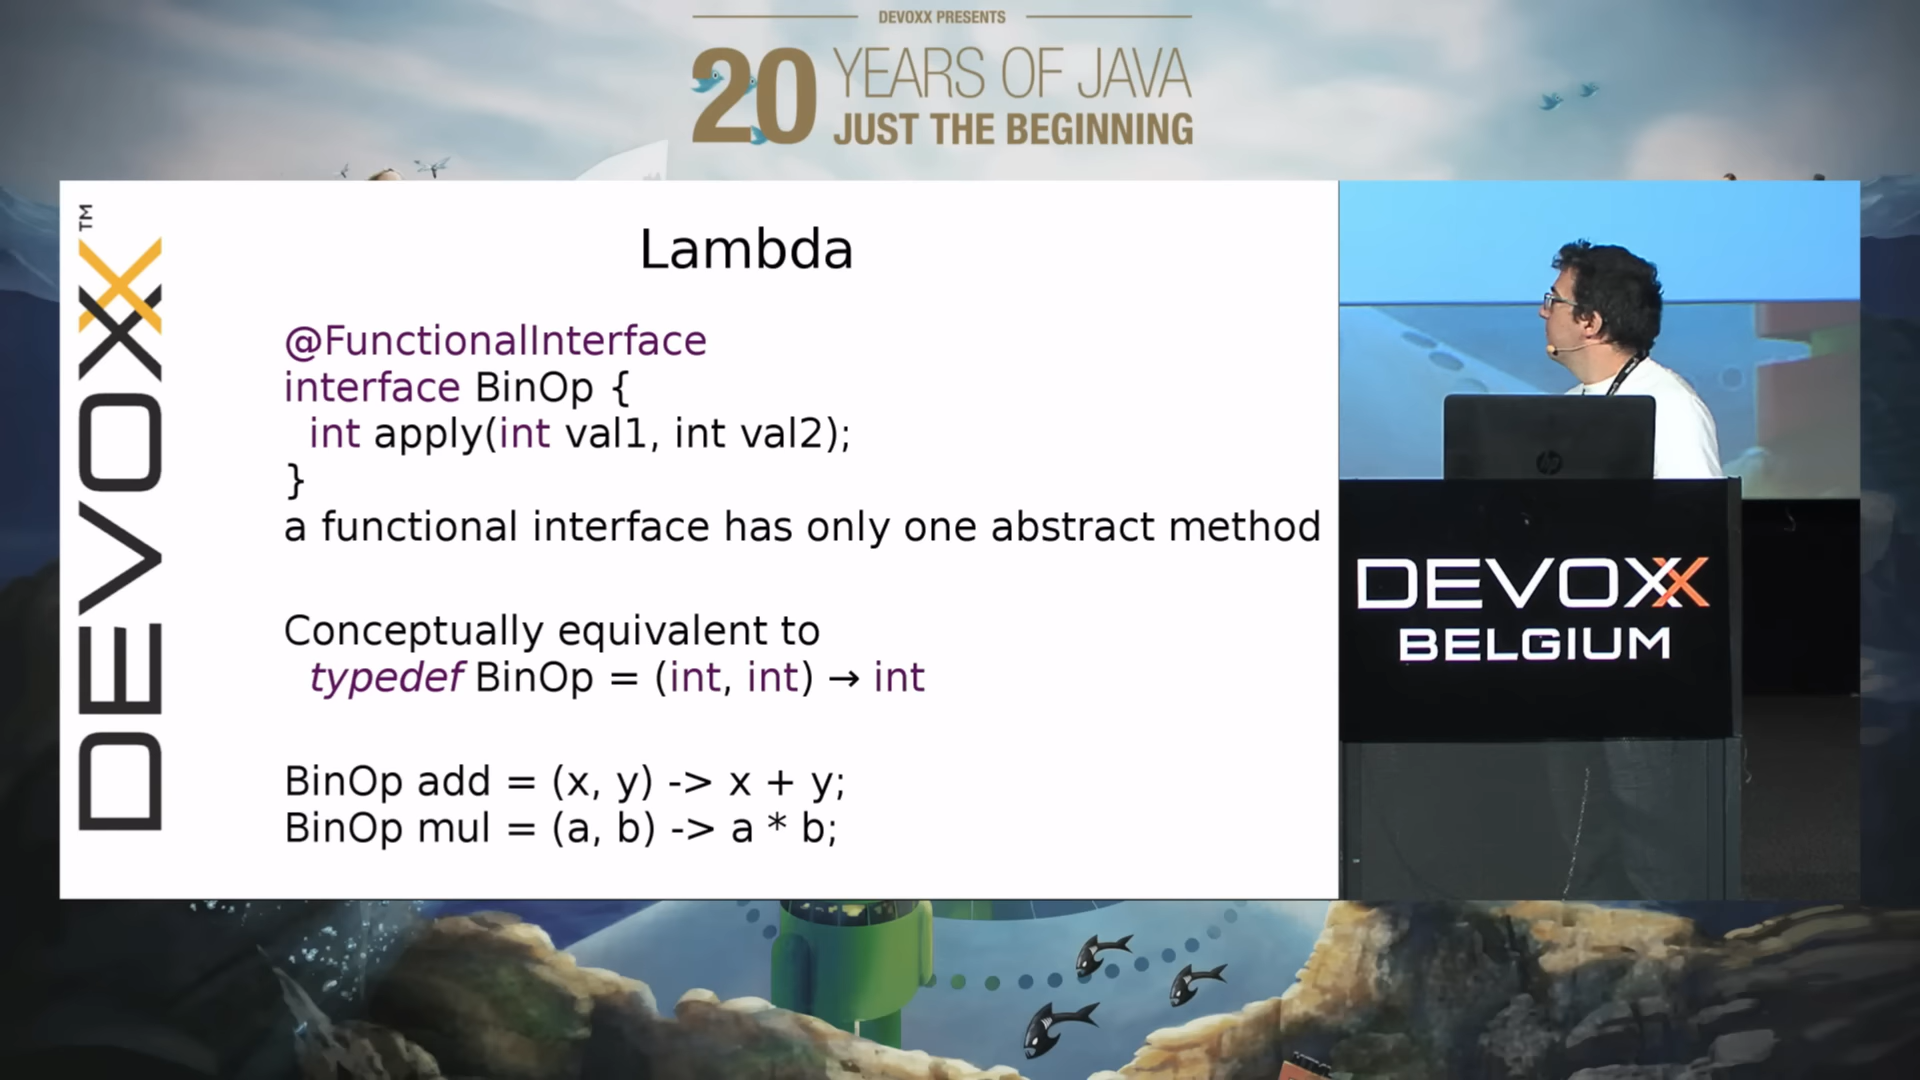 DEVOXX PRESENTS
20 YEARS OF JAVA
JUST THE BEGINNING
DEVOXX™
Lambda
@FunctionalInterface
interface BinOp {
int apply(int val1, int val2);
}
a functional interface has only one abstract method
Conceptually equivalent to
typedef BinOp = (int, int) → int
BinOp add = (x, y) -> x + y;
BinOp mul = (a, b) -> a * b;
hp
DEVOXX
BELGIUM